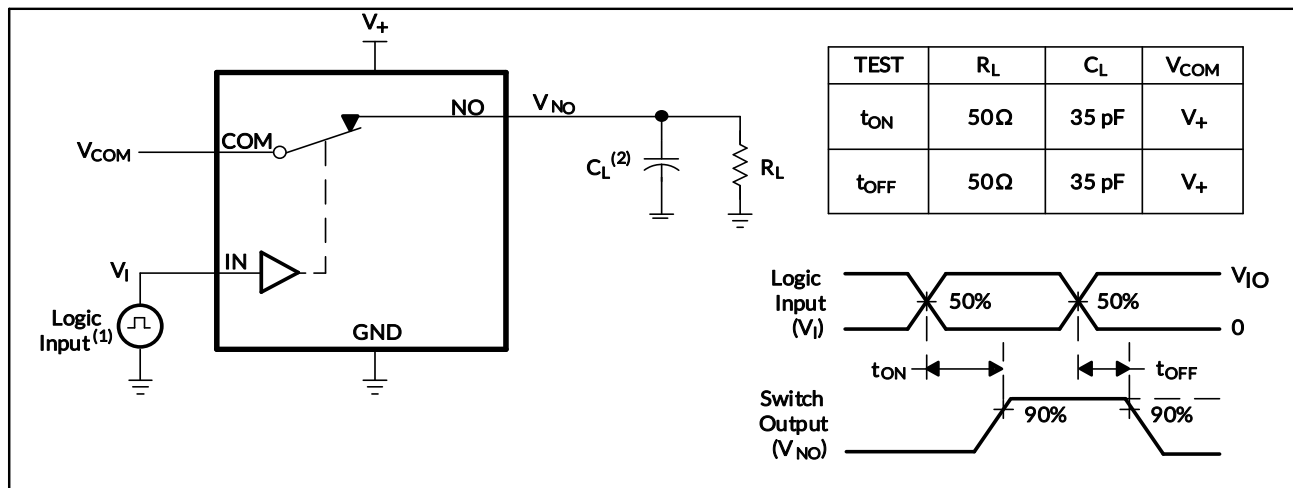 V+
NO
VNO
COM
VCOM
CL(2)
RL
VI
IN
Logic
Input(1)
GND
TEST RL CL VCOM
tON 50Ω 35 pF V+
tOFF 50Ω 35 pF V+
Logic
Input
(VI)
50%
50%
VIO
0
tON
tOFF
Switch
Output
(VNO)
90%
90%